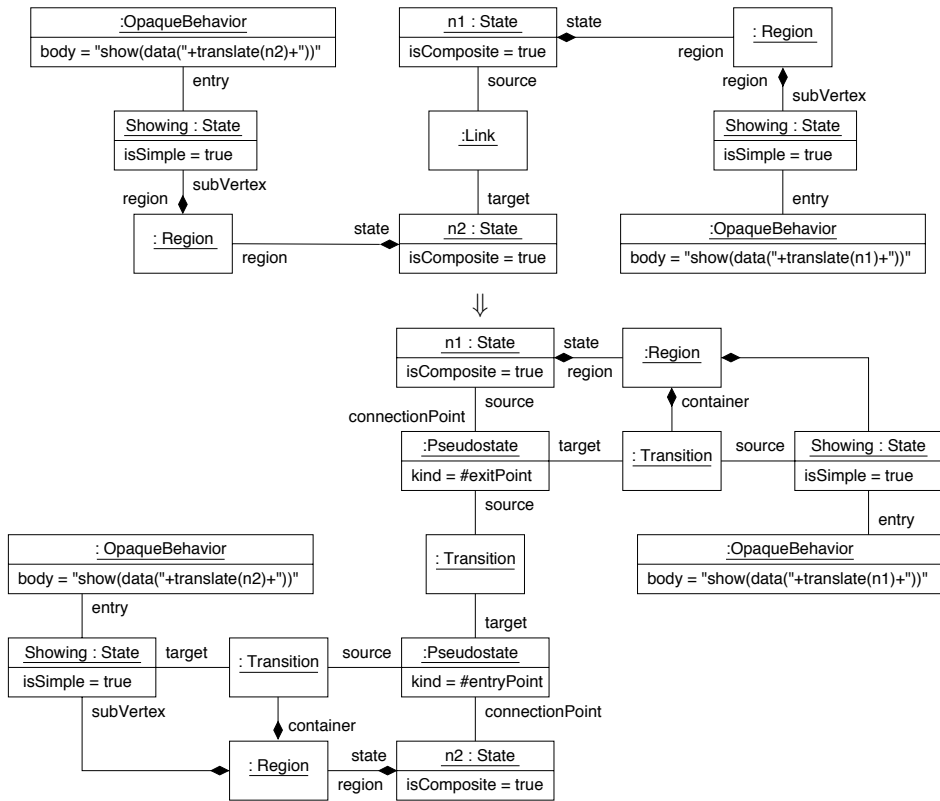 :OpaqueBehavior
body = "show(data("+translate(n2)+"))"
entry
Showing : State
isSimple = true
subVertex
region
: Region
region
state
n1 : State
isComposite = true
state
region
: Region
source
:Link
target
n2 : State
isComposite = true
region
subVertex
Showing : State
isSimple = true
entry
:OpaqueBehavior
body = "show(data("+translate(n1)+"))"
⇓
n1 : State
isComposite = true
state
region
:Region
source
connectionPoint
container
:Pseudostate
kind = #exitPoint
target
: Transition
source
Showing : State
isSimple = true
source
entry
: Transition
:OpaqueBehavior
body = "show(data("+translate(n1)+"))"
: OpaqueBehavior
body = "show(data("+translate(n2)+"))"
entry
target
Showing : State
isSimple = true
target
: Transition
source
:Pseudostate
kind = #entryPoint
subVertex
container
connectionPoint
: Region
state
region
n2 : State
isComposite = true